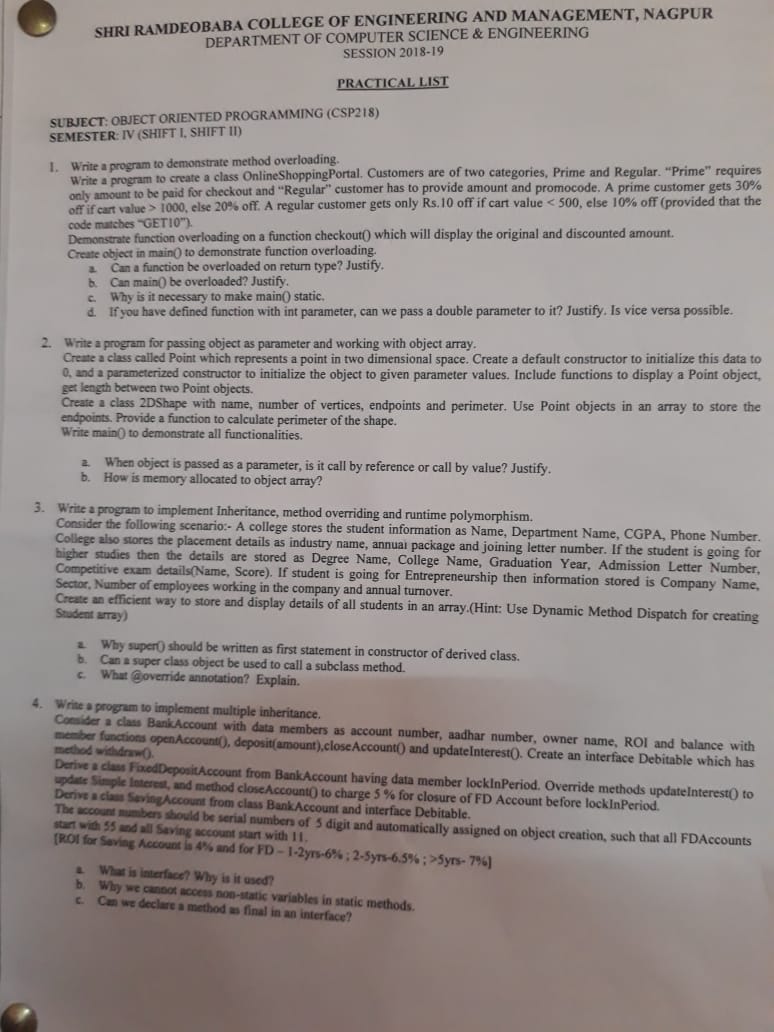 SHRI RAMDEOBABA COLLEGE OF ENGINEERING AND MANAGEMENT, NAGPUR
DEPARTMENT OF COMPUTER SCIENCE & ENGINEERING
SESSION 2018-19
PRACTICAL LIST
SUBJECT: OBJECT ORIENTED PROGRAMMING (CSP218)
SEMESTER: IV (SHIFT I, SHIFT II)
1. Write a program to demonstrate method overloading.
Write a program to create a class OnlineShoppingPortal. Customers are of two categories, Prime and Regular. “Prime” requires
only amount to be paid for checkout and “Regular” customer has to provide amount and promocode. A prime customer gets 30%
off if cart value > 1000, else 20% off. A regular customer gets only Rs.10 off if cart value < 500, else 10% off (provided that the
code matches “GET10”).
Demonstrate function overloading on a function checkout() which will display the original and discounted amount.
Create object in main() to demonstrate function overloading.
a. Can a function be overloaded on return type? Justify.
b. Can main() be overloaded? Justify.
c. Why is it necessary to make main() static.
d. If you have defined function with int parameter, can we pass a double parameter to it? Justify. Is vice versa possible.
2. Write a program for passing object as parameter and working with object array.
Create a class called Point which represents a point in two dimensional space. Create a default constructor to initialize this data to
0, and a parameterized constructor to initialize the object to given parameter values. Include functions to display a Point object,
get length between two Point objects.
Create a class 2DShape with name, number of vertices, endpoints and perimeter. Use Point objects in an array to store the
endpoints. Provide a function to calculate perimeter of the shape.
Write main() to demonstrate all functionalities.
a. When object is passed as a parameter, is it call by reference or call by value? Justify.
b. How is memory allocated to object array?
3. Write a program to implement Inheritance, method overriding and runtime polymorphism.
Consider the following scenario:- A college stores the student information as Name, Department Name, CGPA, Phone Number.
College also stores the placement details as industry name, annual package and joining letter number. If the student is going for
higher studies then the details are stored as Degree Name, College Name, Graduation Year, Admission Letter Number,
Competitive exam details(Name, Score). If student is going for Entrepreneurship then information stored is Company Name,
Sector, Number of employees working in the company and annual turnover.
Create an efficient way to store and display details of all students in an array.(Hint: Use Dynamic Method Dispatch for creating
Student array)
a. Why super() should be written as first statement in constructor of derived class.
b. Can a super class object be used to call a subclass method.
c. What @override annotation? Explain.
4. Write a program to implement multiple inheritance.
Consider a class BankAccount with data members as account number, aadhar number, owner name, ROI and balance with
member functions openAccount(), deposit(amount),closeAccount() and updateInterest(). Create an interface Debitable which has
method withdraw().
Derive a class FixedDepositAccount from BankAccount having data member lockInPeriod. Override methods updateInterest() to
update Simple Interest, and method closeAccount() to charge 5 % for closure of FD Account before lockInPeriod.
Derive a class SavingAccount from class BankAccount and interface Debitable.
The account numbers should be serial numbers of 5 digit and automatically assigned on object creation, such that all FDAccounts
start with 55 and all Saving account start with 11.
[ROI for Saving Account is 4% and for FD – 1-2yrs-6% ; 2-5yrs-6.5% ; >5yrs- 7%]
a. What is interface? Why is it used?
b. Why we cannot access non-static variables in static methods.
c. Can we declare a method as final in an interface?